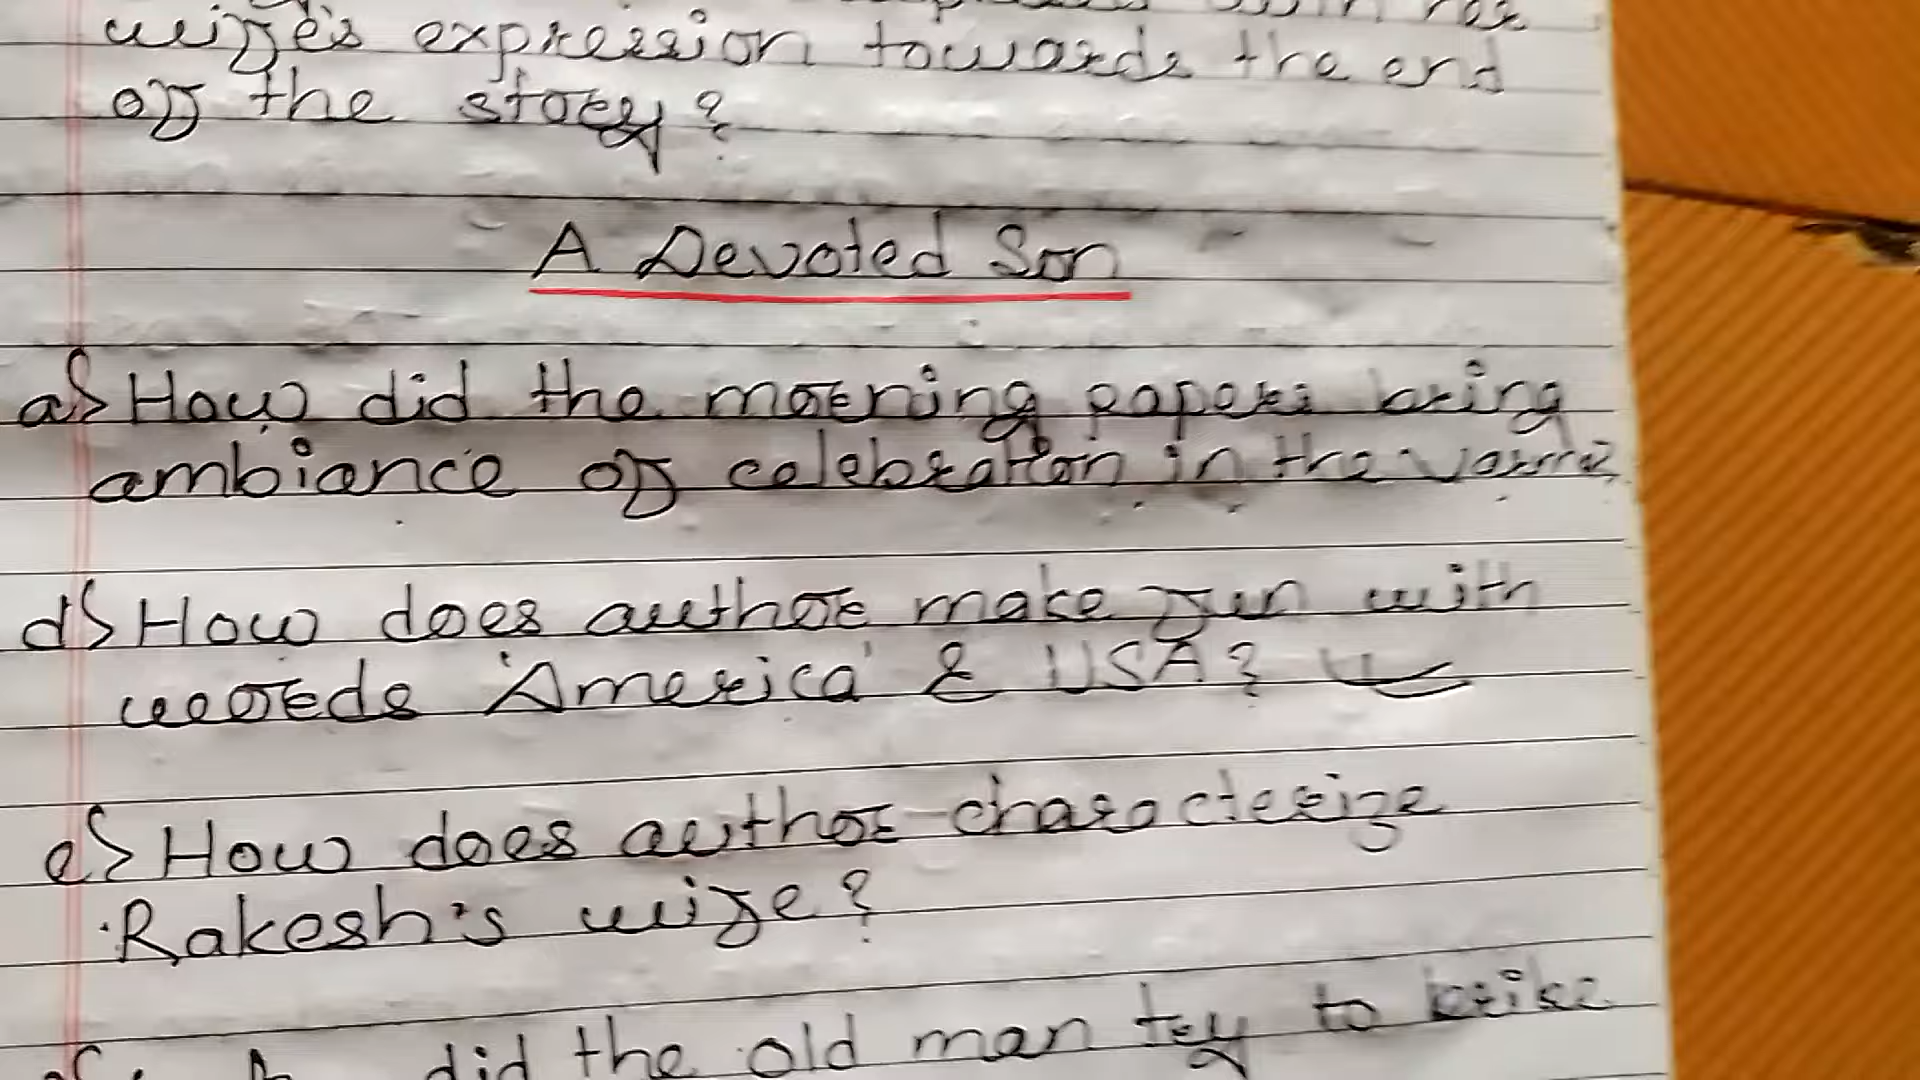 wife's expression towards the end
of the story?
A Devoted Son
a> How did the morning papers bring
ambiance of celebration in the
d> How does author make fun with
words 'America' & USA?
e> How does author characterize
Rakesh's wife?
did the old man try to